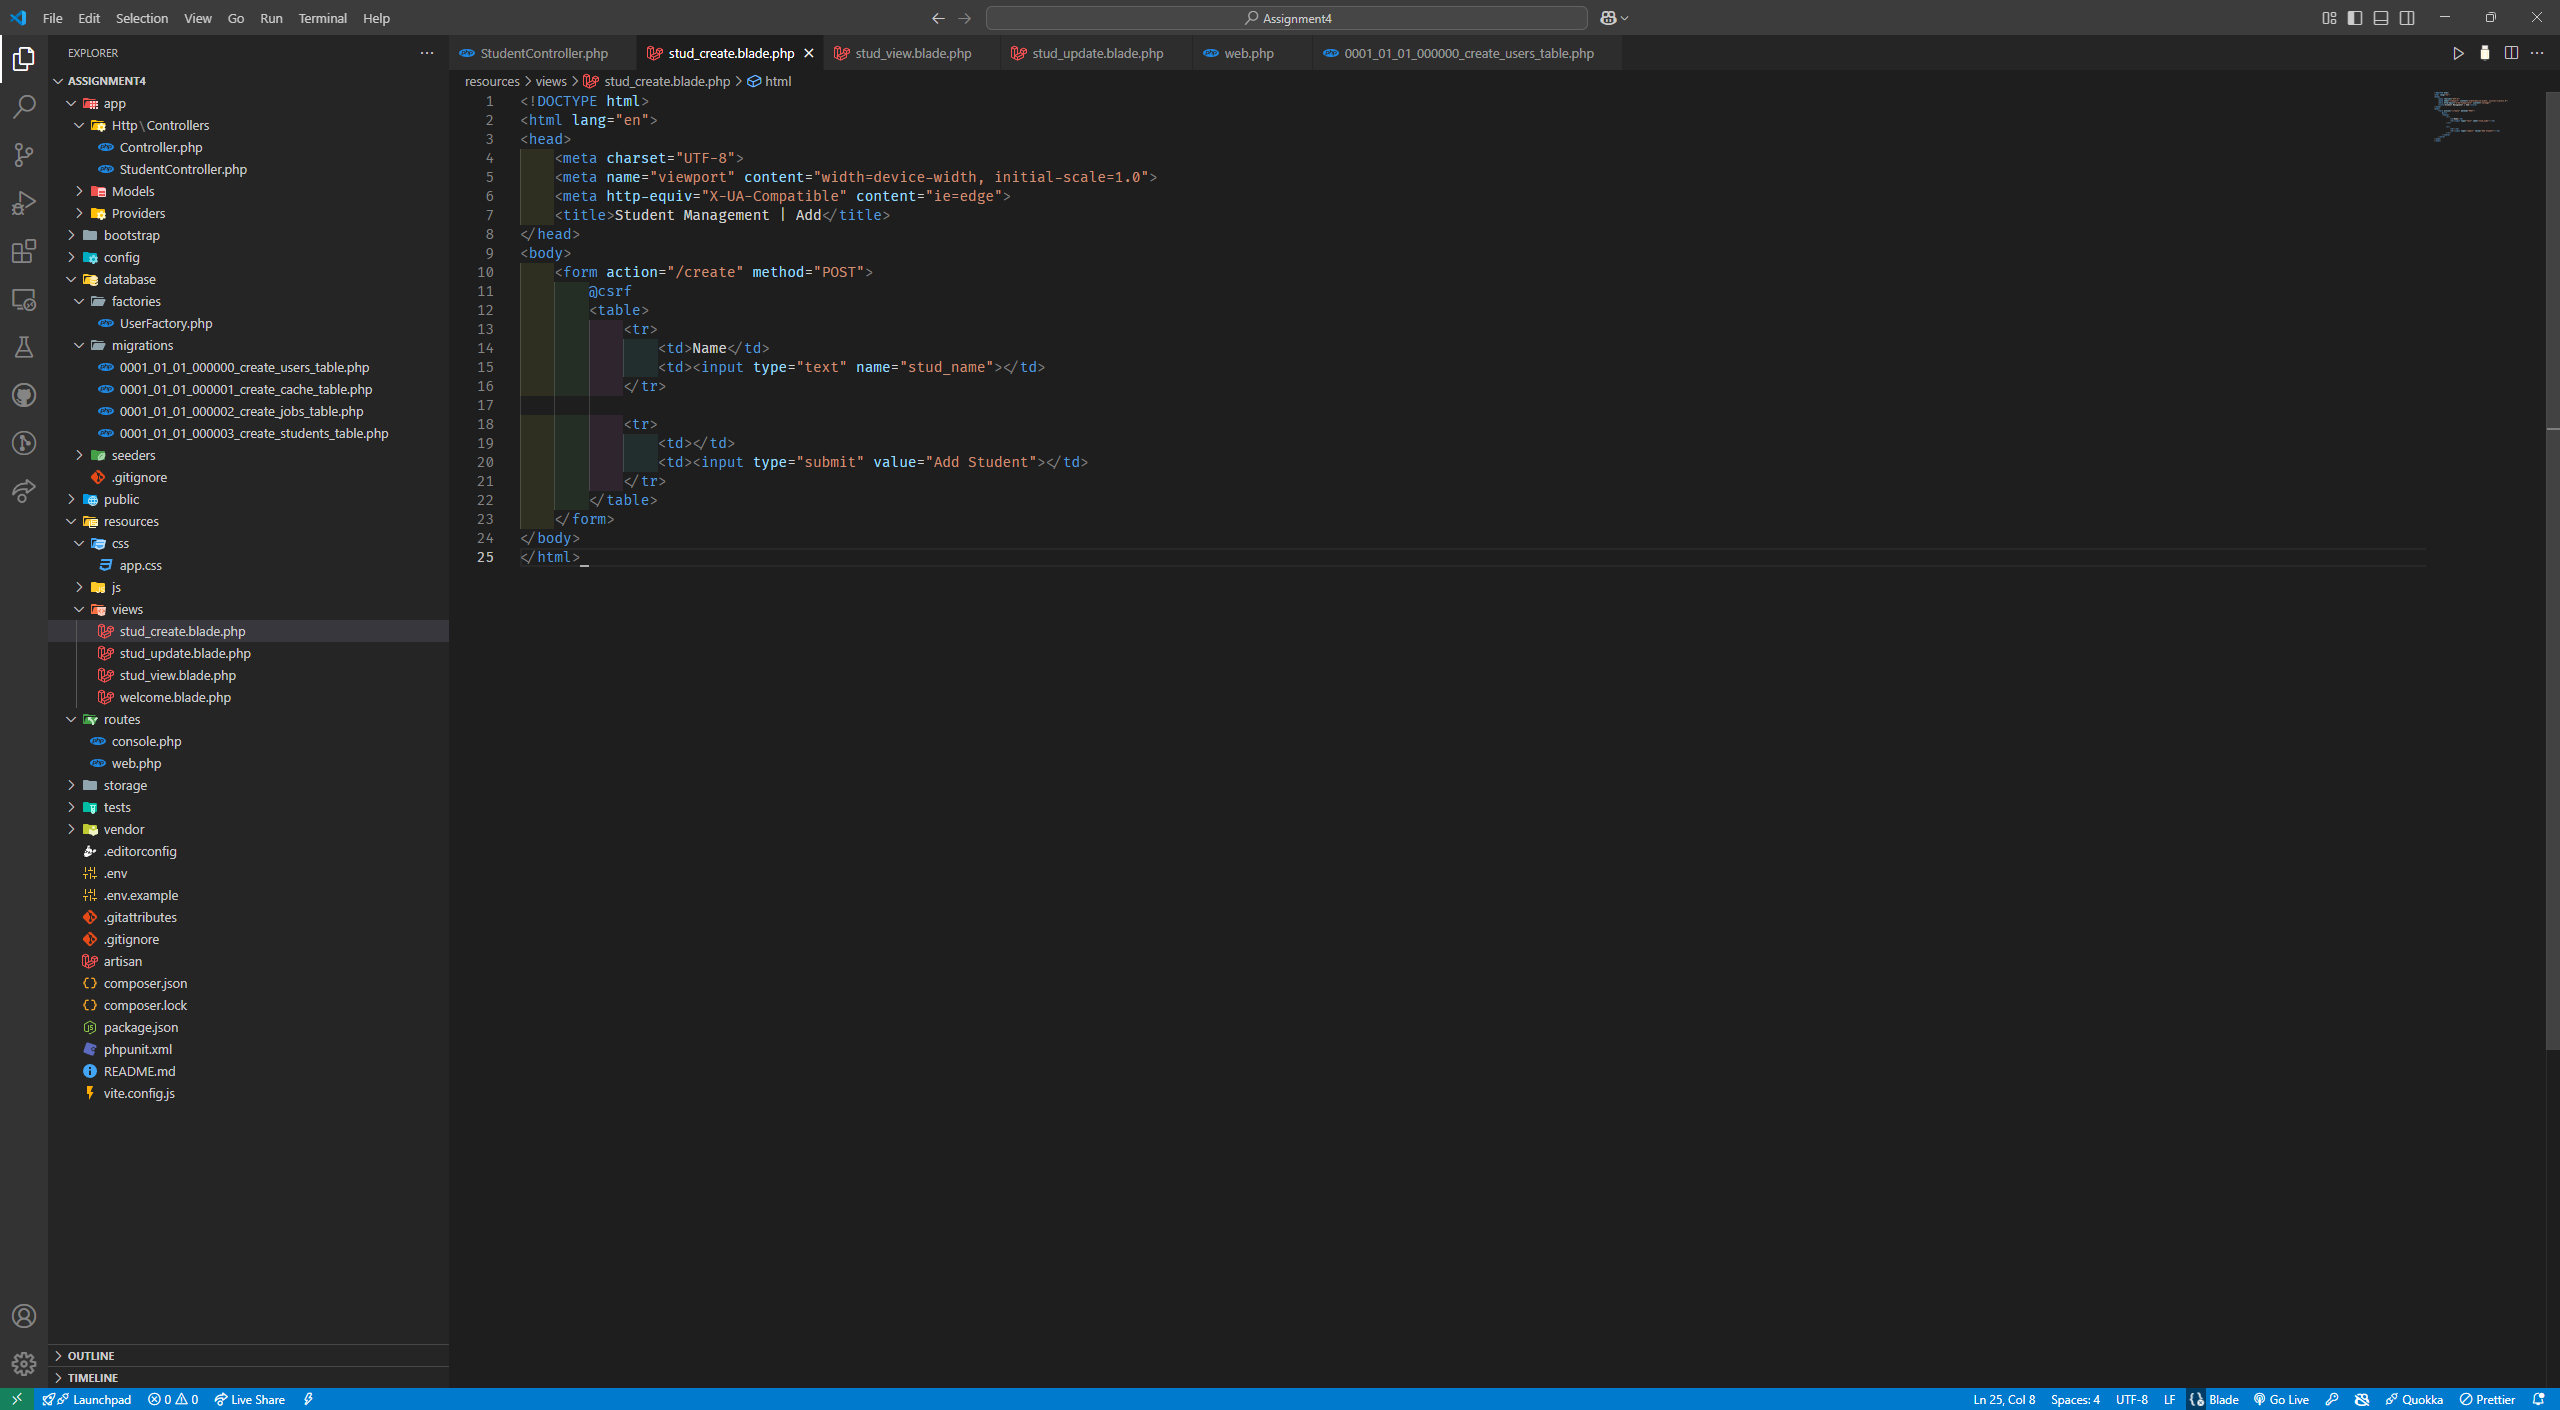 File Edit Selection View Go Run Terminal Help
Assignment4
EXPLORER
ASSIGNMENT4
app
Http\Controllers
Controller.php
StudentController.php
Models
Providers
bootstrap
config
database
factories
UserFactory.php
migrations
0001_01_01_000000_create_users_table.php
0001_01_01_000001_create_cache_table.php
0001_01_01_000002_create_jobs_table.php
0001_01_01_000003_create_students_table.php
seeders
.gitignore
public
resources
css
app.css
js
views
stud_create.blade.php
stud_update.blade.php
stud_view.blade.php
welcome.blade.php
routes
console.php
web.php
storage
tests
vendor
.editorconfig
.env
.env.example
.gitattributes
.gitignore
artisan
composer.json
composer.lock
package.json
phpunit.xml
README.md
vite.config.js
OUTLINE
TIMELINE
StudentController.php stud_create.blade.php stud_view.blade.php stud_update.blade.php web.php 0001_01_01_000000_create_users_table.php
resources > views > stud_create.blade.php > html
1 <!DOCTYPE html>
2 <html lang="en">
3 <head>
4 <meta charset="UTF-8">
5 <meta name="viewport" content="width=device-width, initial-scale=1.0">
6 <meta http-equiv="X-UA-Compatible" content="ie=edge">
7 <title>Student Management | Add</title>
8 </head>
9 <body>
10 <form action="/create" method="POST">
11 @csrf
12 <table>
13 <tr>
14 <td>Name</td>
15 <td><input type="text" name="stud_name"></td>
16 </tr>
17
18 <tr>
19 <td></td>
20 <td><input type="submit" value="Add Student"></td>
21 </tr>
22 </table>
23 </form>
24 </body>
25 </html>
Launchpad 0 0 Live Share
Ln 25, Col 8 Spaces: 4 UTF-8 LF Blade Go Live Quokka Prettier